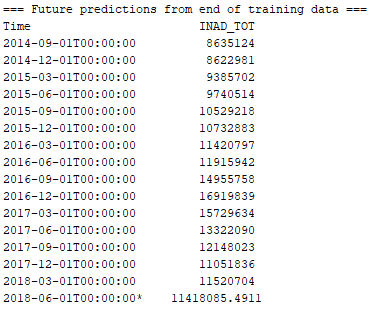 === Future predictions from end of training data ===
Time INAD_TOT
2014-09-01T00:00:00 8635124
2014-12-01T00:00:00 8622981
2015-03-01T00:00:00 9385702
2015-06-01T00:00:00 9740514
2015-09-01T00:00:00 10529218
2015-12-01T00:00:00 10732883
2016-03-01T00:00:00 11420797
2016-06-01T00:00:00 11915942
2016-09-01T00:00:00 14955758
2016-12-01T00:00:00 16919839
2017-03-01T00:00:00 15729634
2017-06-01T00:00:00 13322090
2017-09-01T00:00:00 12148023
2017-12-01T00:00:00 11051836
2018-03-01T00:00:00 11520704
2018-06-01T00:00:00* 11418085.4911